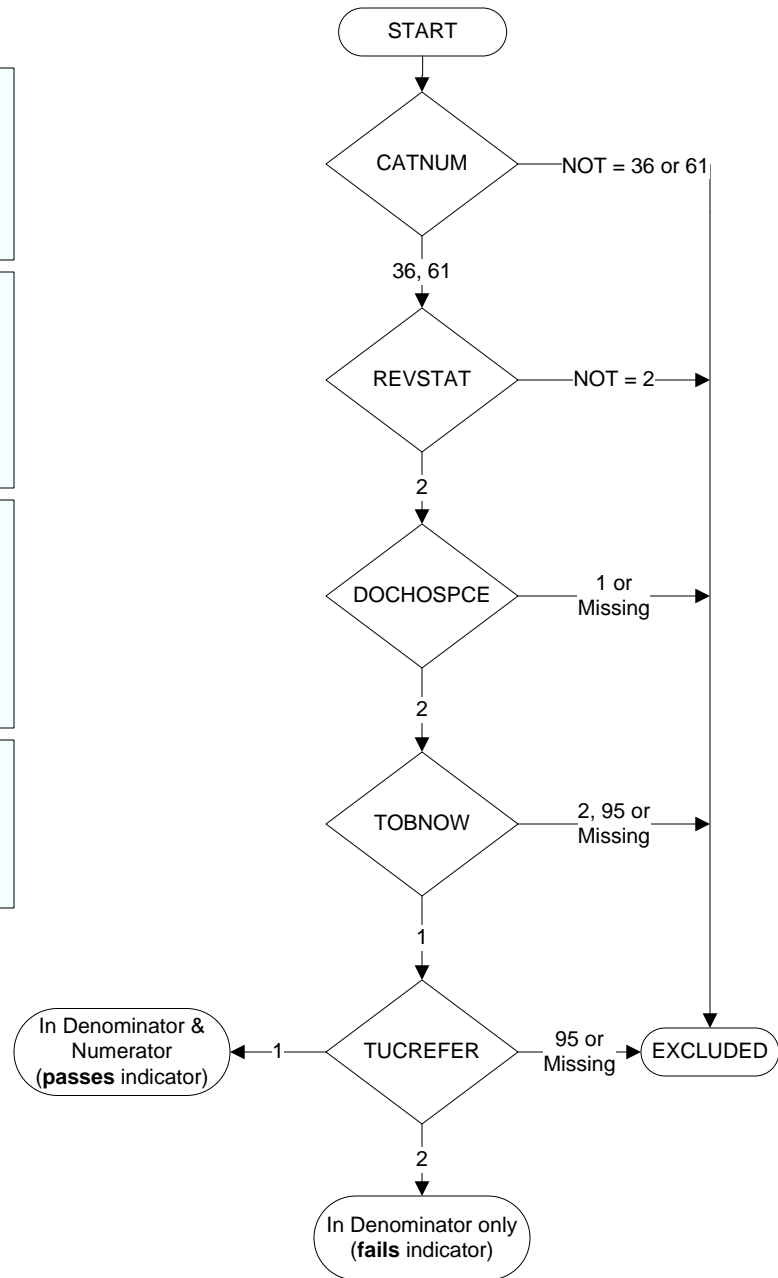 START
CATNUM
NOT = 36 or 61
36, 61
REVSTAT
NOT = 2
2
DOCHOSPCE
1 or
Missing
2
TOBNOW
2, 95 or
Missing
1
In Denominator &
Numerator
(passes indicator)
1
TUCREFER
95 or
Missing
EXCLUDED
2
In Denominator only
(fails indicator)